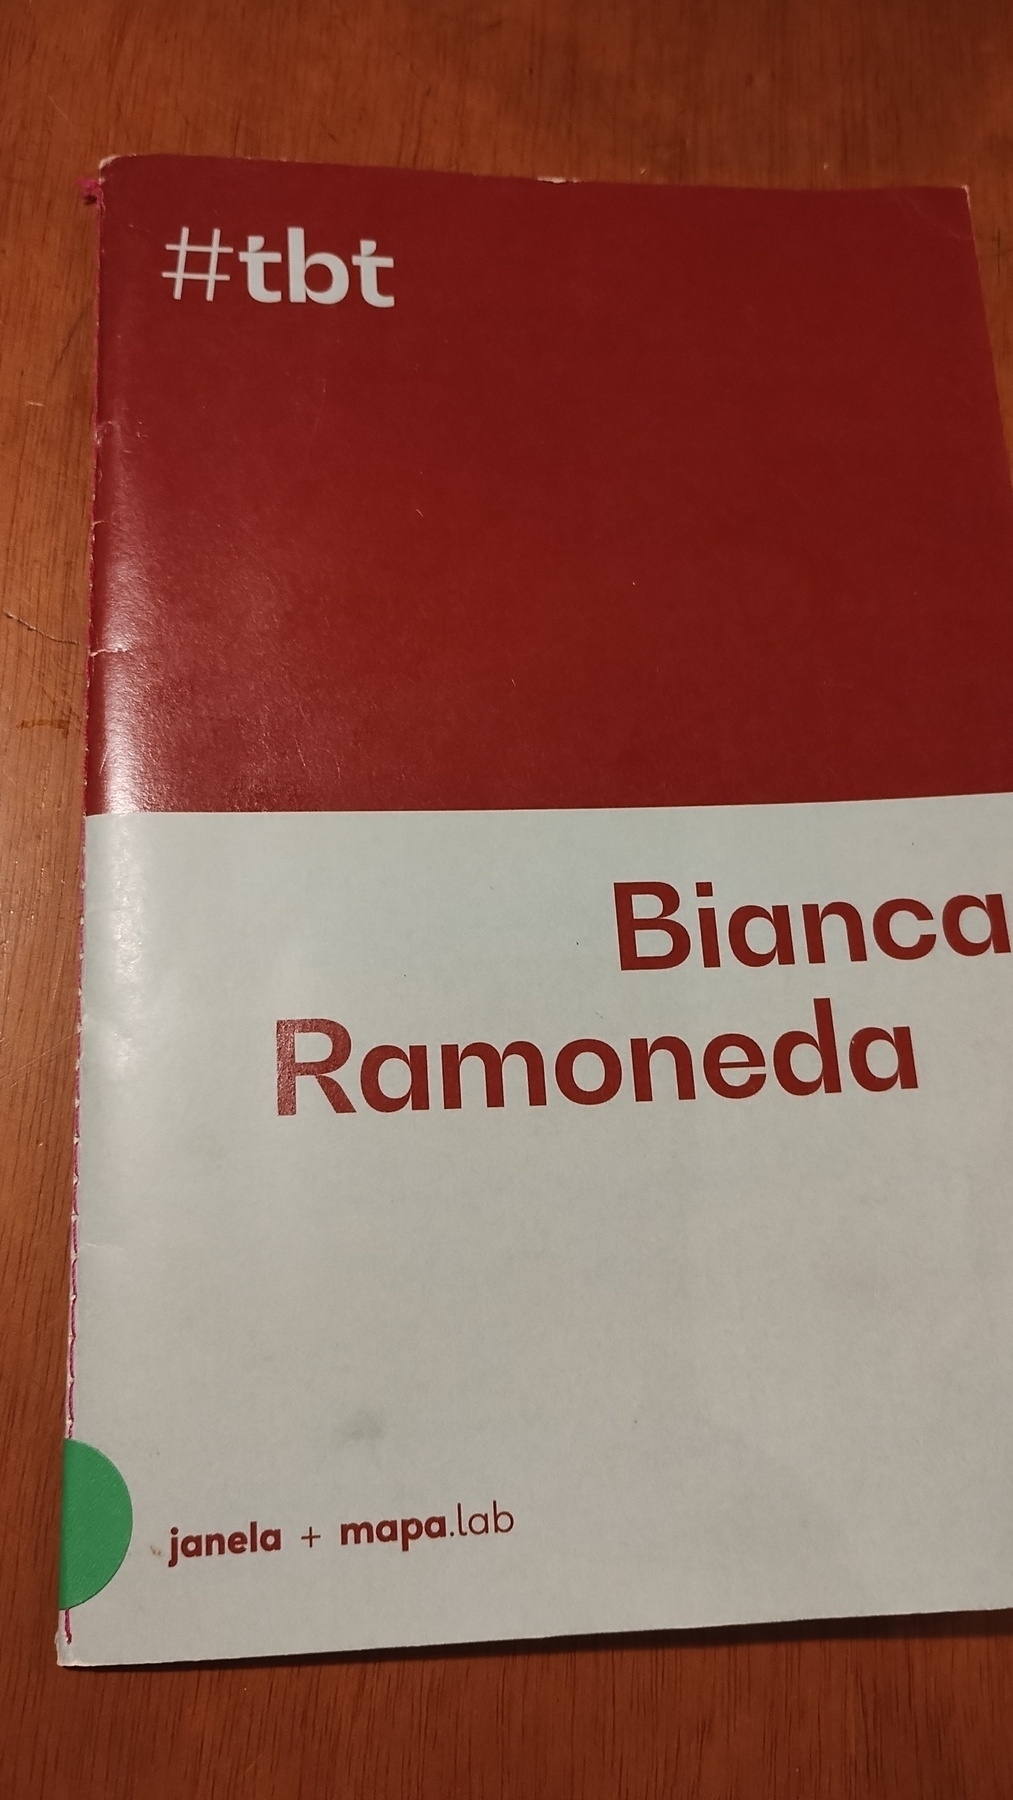 #tbt
Bianca
Ramoneda
janela + mapa.lab